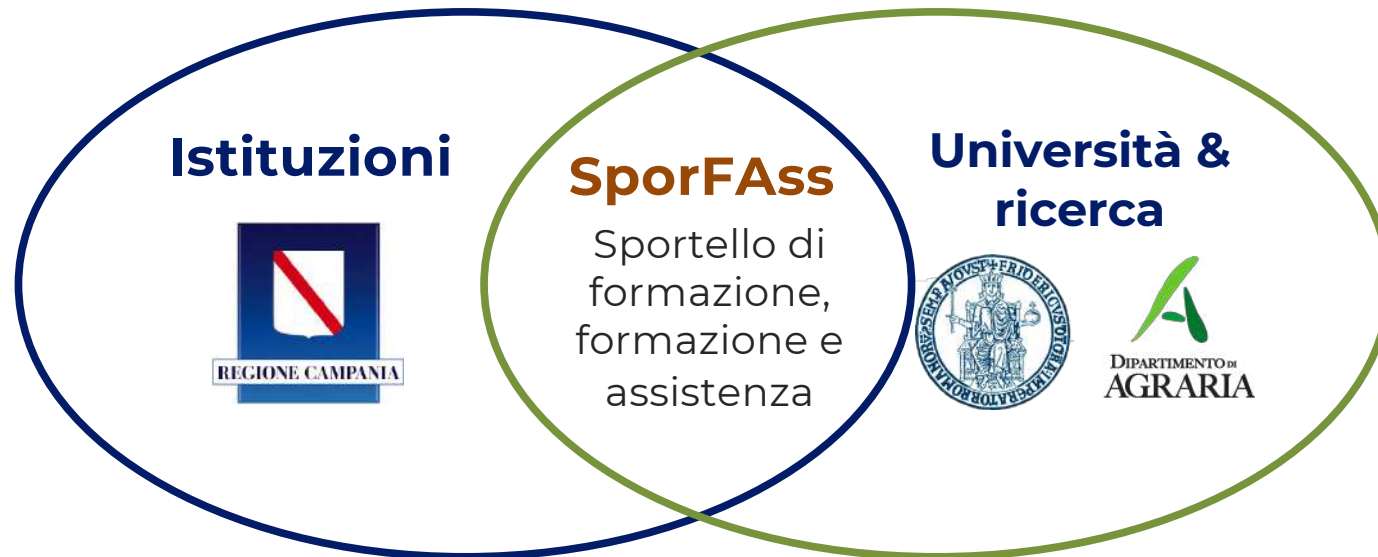 Istituzioni
REGIONE CAMPANIA
SporFAss
Sportello di
formazione,
formazione e
assistenza
Università &
ricerca
DIPARTIMENTO DI
AGRARIA